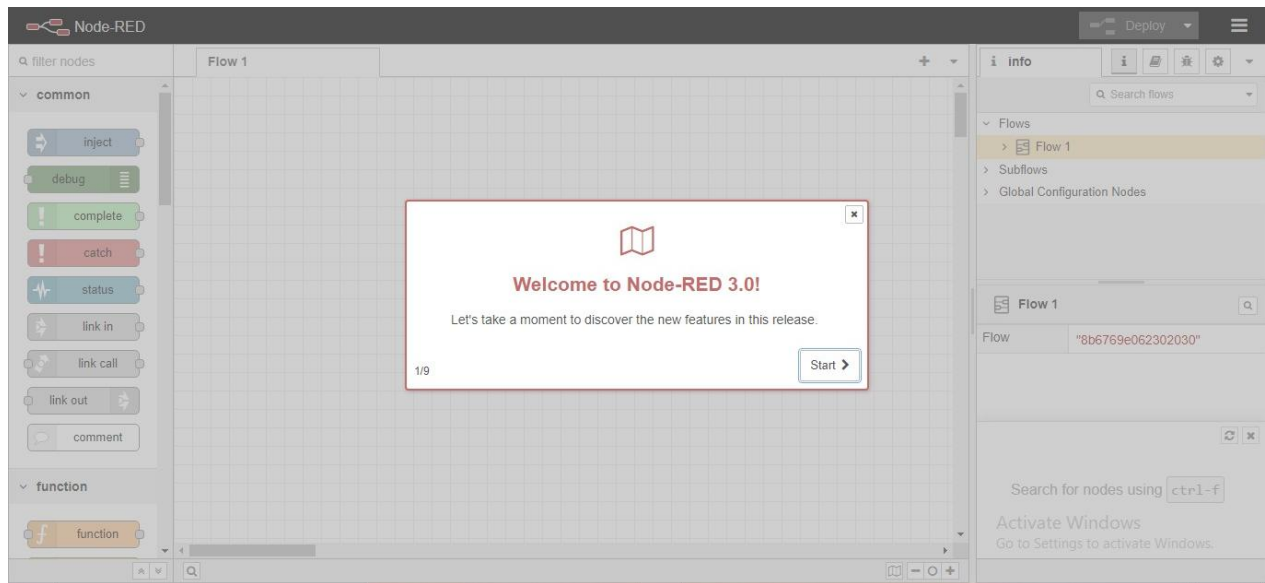 Node-RED
Deploy
filter nodes
Flow 1
i info
i
Search flows
common
inject
debug
complete
catch
status
link in
link call
link out
comment
function
f function
Flows
Flow 1
Subflows
Global Configuration Nodes
Welcome to Node-RED 3.0!
Let's take a moment to discover the new features in this release.
1/9
Start
Flow 1
Flow "8b6769e062302030"
Search for nodes using ctrl-f
Activate Windows
Go to Settings to activate Windows.